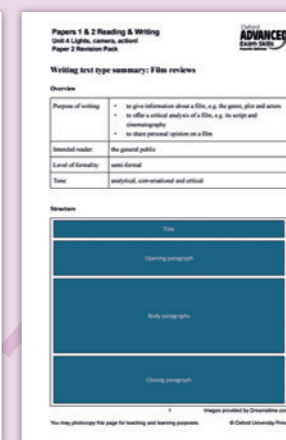 Papers 1 & 2 Reading & Writing
Unit 4 Lights, camera, action!
Paper 2 Revision Pack
Oxford
ADVANCED
Exam Skills
Writing text type summary: Film reviews
Overview
Purpose of writing:
• to give information about a film, e.g. the genre, plot and actors
• to offer a critical analysis of a film, e.g. its script and
cinematography
• to share personal opinion on a film
Intended reader: the general public
Level of formality: semi-formal
Tone: analytical, conversational and critical
Structure
Title
Opening paragraph
Body paragraphs
Closing paragraph
1
Images provided by Dreamstime.com
You may photocopy this page for teaching and learning purposes.
© Oxford University Press